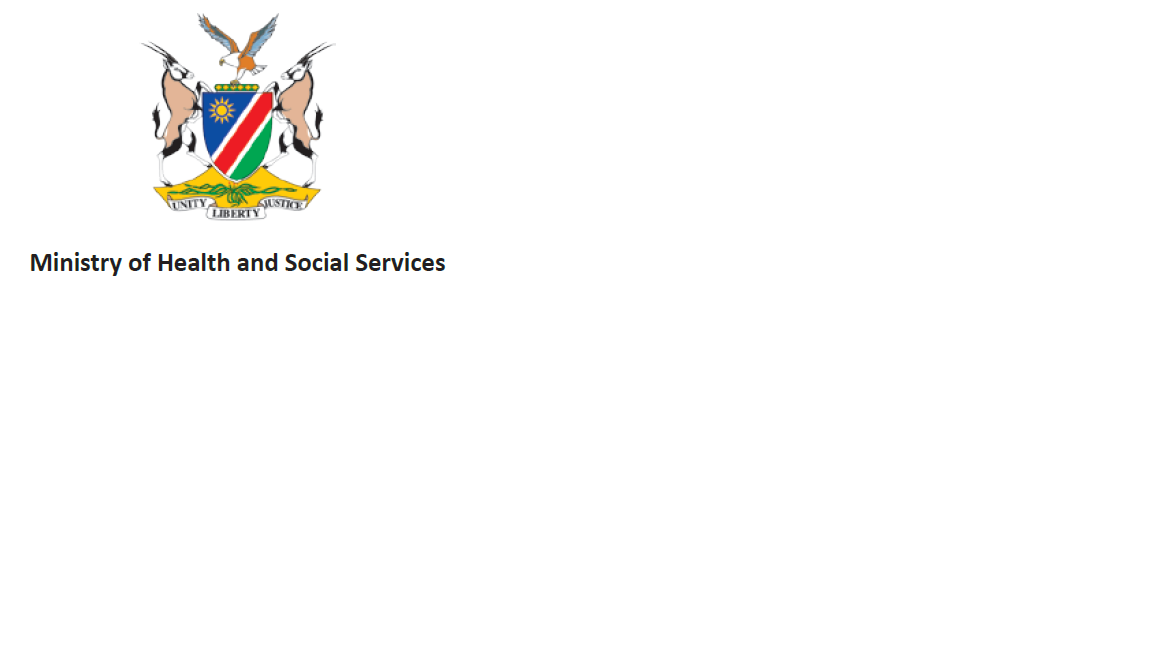 UNITY
LIBERTY
JUSTICE
Ministry of Health and Social Services